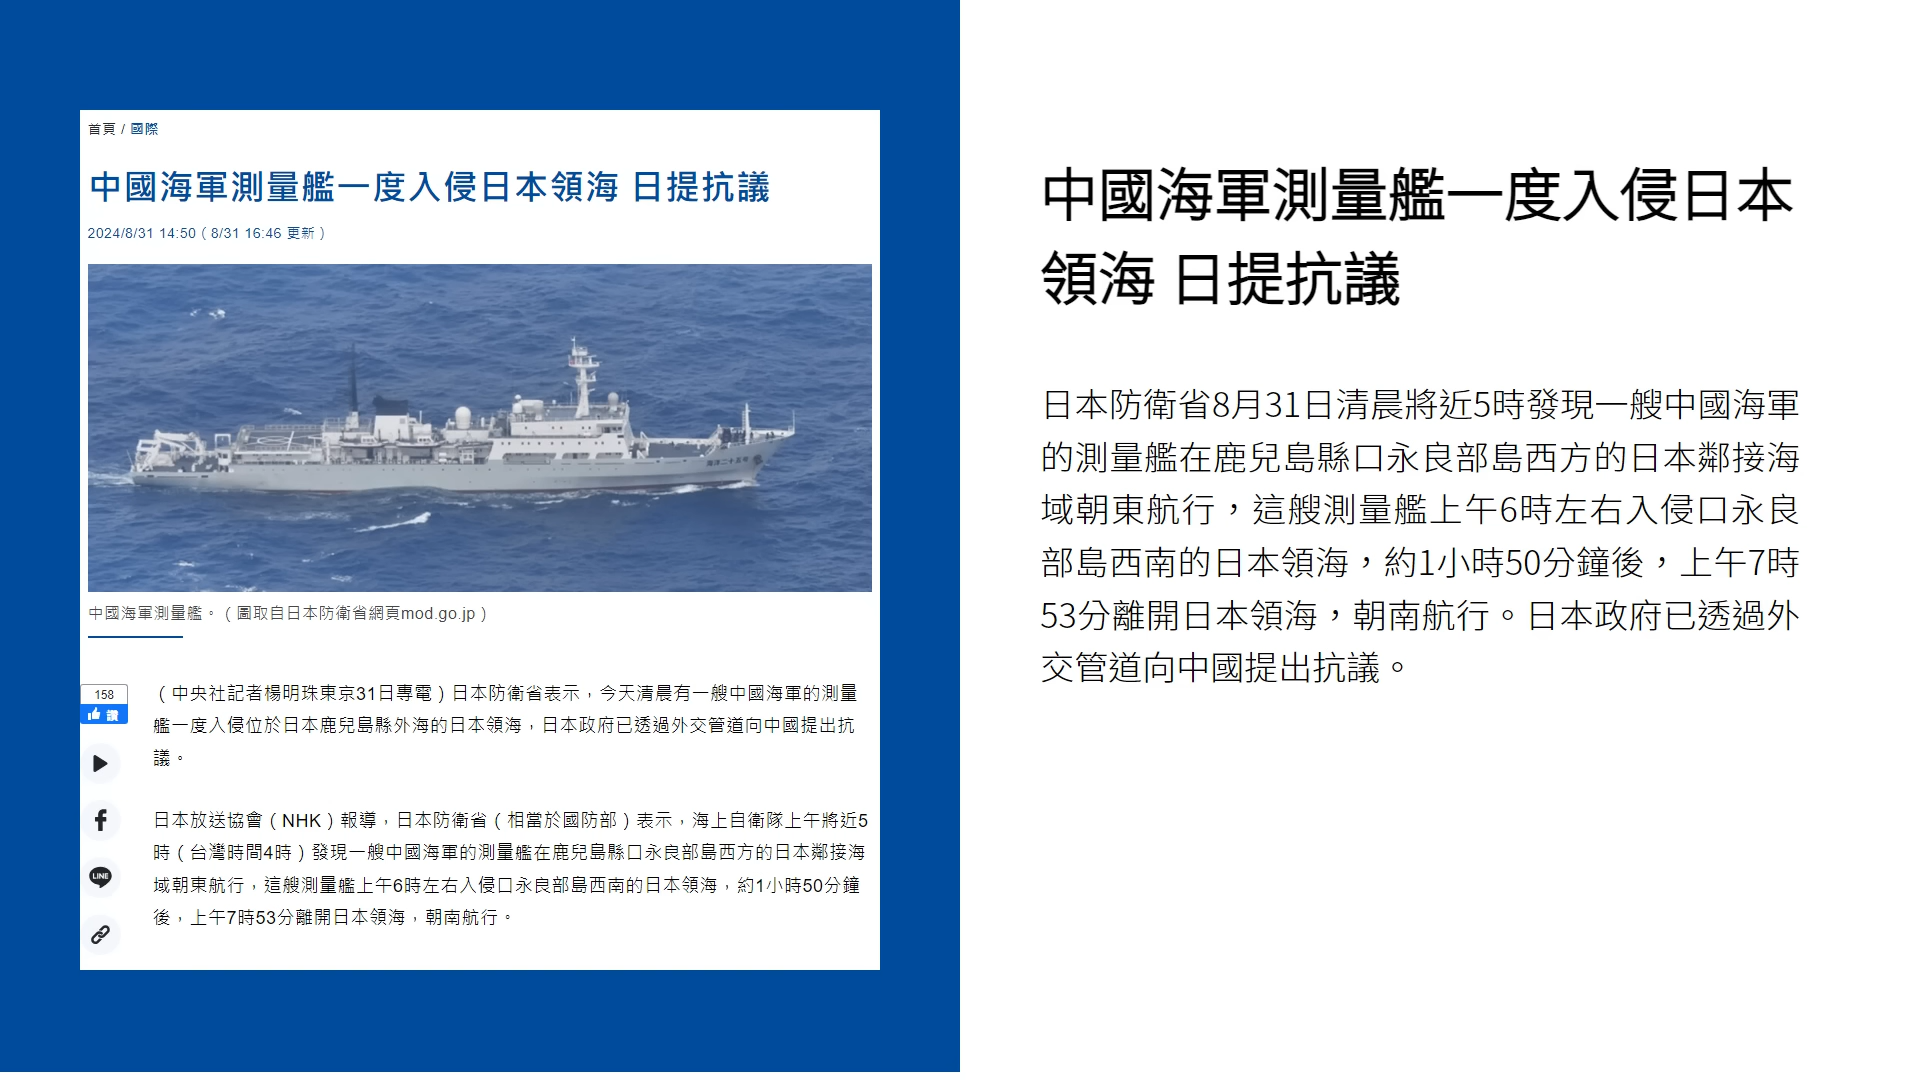 首頁 / 國際
中國海軍測量艦一度入侵日本領海 日提抗議
2024/8/31 14:50（8/31 16:46 更新）
中國海軍測量艦。（圖取自日本防衛省網頁mod.go.jp）
158
讚
LINE
（中央社記者楊明珠東京31日專電）日本防衛省表示，今天清晨有一艘中國海軍的測量
艦一度入侵位於日本鹿兒島縣外海的日本領海，日本政府已透過外交管道向中國提出抗
議。
日本放送協會（NHK）報導，日本防衛省（相當於國防部）表示，海上自衛隊上午將近5
時（台灣時間4時）發現一艘中國海軍的測量艦在鹿兒島縣口永良部島西方的日本鄰接海
域朝東航行，這艘測量艦上午6時左右入侵口永良部島西南的日本領海，約1小時50分鐘
後，上午7時53分離開日本領海，朝南航行。
中國海軍測量艦一度入侵日本
領海 日提抗議
日本防衛省8月31日清晨將近5時發現一艘中國海軍
的測量艦在鹿兒島縣口永良部島西方的日本鄰接海
域朝東航行，這艘測量艦上午6時左右入侵口永良
部島西南的日本領海，約1小時50分鐘後，上午7時
53分離開日本領海，朝南航行。日本政府已透過外
交管道向中國提出抗議。